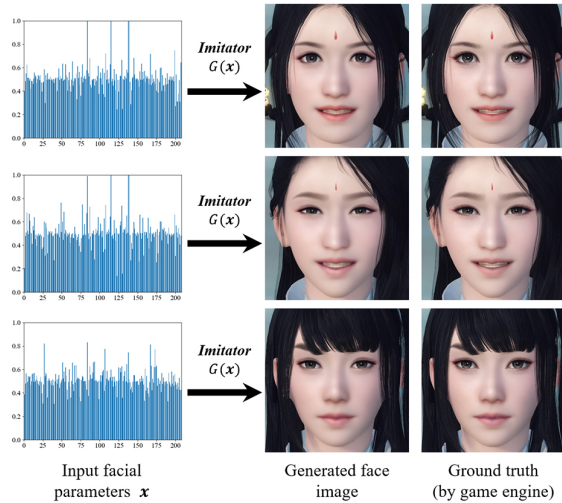 1.0
0.8
0.6
0.4
0.2
0.0
0 25 50 75 100 125 150 175 200
Imitator
G(x)
1.0
0.8
0.6
0.4
0.2
0.0
0 25 50 75 100 125 150 175 200
Imitator
G(x)
1.0
0.8
0.6
0.4
0.2
0.0
0 25 50 75 100 125 150 175 200
Imitator
G(x)
Input facial
parameters x
Generated face
image
Ground truth
(by game engine)